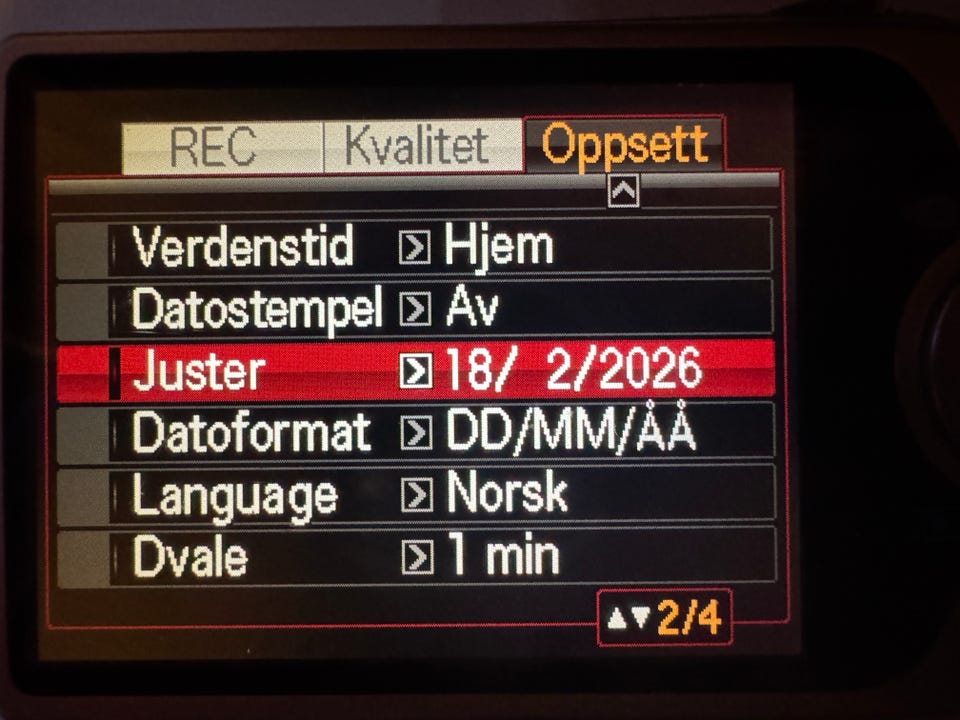 REC Kvalitet Oppsett
Verdenstid Hjem
Datostempel Av
Juster 18/ 2/2026
Datoformat DD/MM/ÅÅ
Language Norsk
Dvale 1 min
▲▼2/4